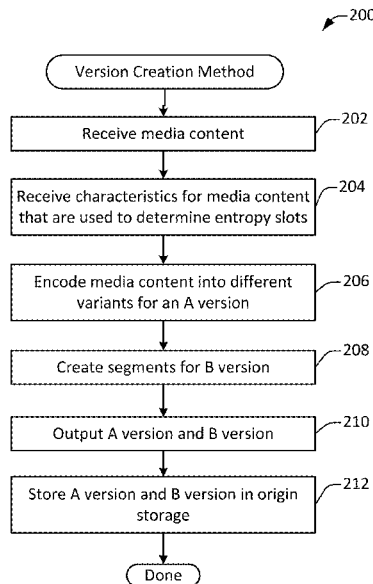 200
Version Creation Method
202
Receive media content
204
Receive characteristics for media content
that are used to determine entropy slots
206
Encode media content into different
variants for an A version
208
Create segments for B version
210
Output A version and B version
212
Store A version and B version in origin
storage
Done